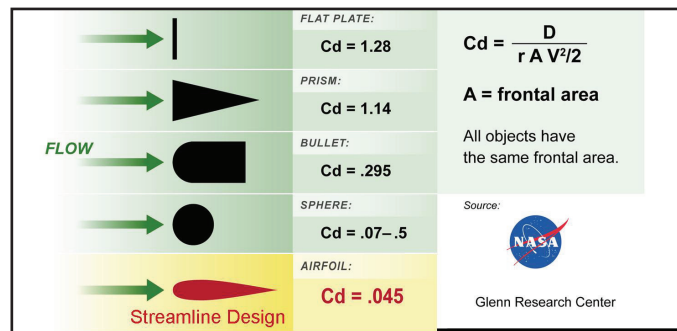 FLAT PLATE:
Cd = 1.28
PRISM:
Cd = 1.14
FLOW
BULLET:
Cd = .295
SPHERE:
Cd = .07– .5
AIRFOIL:
Cd = .045
Streamline Design
Cd = D
r A V²/2
A = frontal area
All objects have
the same frontal area.
Source:
NASA
Glenn Research Center